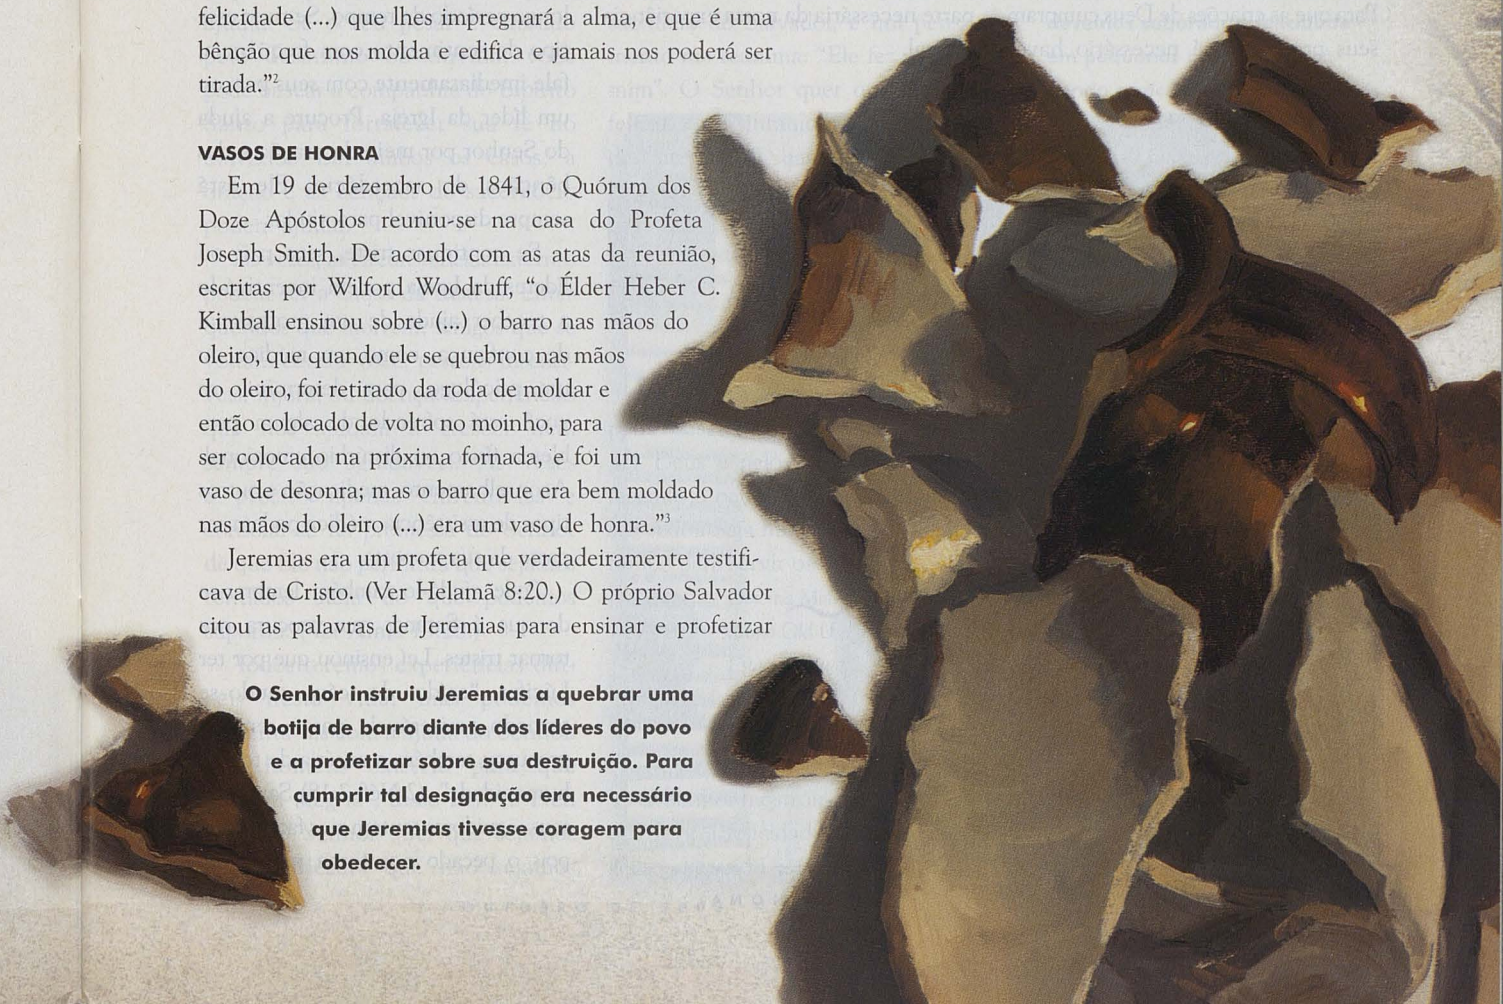 felicidade (...) que lhes impregnará a alma, e que é uma
bênção que nos molda e edifica e jamais nos poderá ser
tirada.”²
VASOS DE HONRA
Em 19 de dezembro de 1841, o Quórum dos
Doze Apóstolos reuniu-se na casa do Profeta
Joseph Smith. De acordo com as atas da reunião,
escritas por Wilford Woodruff, “o Élder Heber C.
Kimball ensinou sobre (...) o barro nas mãos do
oleiro, que quando ele se quebrou nas mãos
do oleiro, foi retirado da roda de moldar e
então colocado de volta no moinho, para
ser colocado na próxima fornada, e foi um
vaso de desonra; mas o barro que era bem moldado
nas mãos do oleiro (...) era um vaso de honra.”³
Jeremias era um profeta que verdadeiramente testifi-
cava de Cristo. (Ver Helamã 8:20.) O próprio Salvador
citou as palavras de Jeremias para ensinar e profetizar
O Senhor instruiu Jeremias a quebrar uma
botija de barro diante dos líderes do povo
e a profetizar sobre sua destruição. Para
cumprir tal designação era necessário
que Jeremias tivesse coragem para
obedecer.